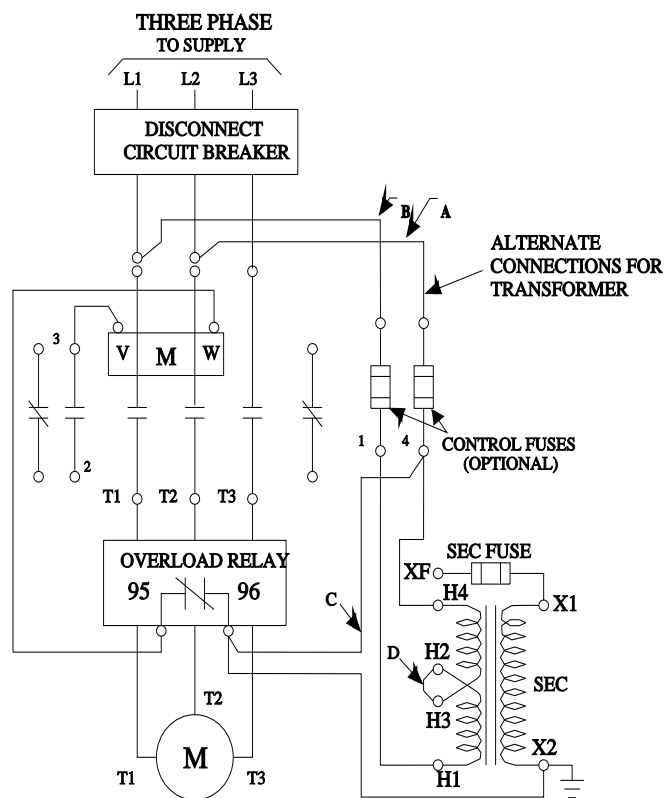 THREE PHASE
TO SUPPLY
L1 L2 L3
DISCONNECT
CIRCUIT BREAKER
B A
ALTERNATE
CONNECTIONS FOR
TRANSFORMER
3 V M W
1 4 CONTROL FUSES
(OPTIONAL)
2
T1 T2 T3
OVERLOAD RELAY
95 96
SEC FUSE
XF
H4 X1
C
D H2
SEC
H3
T2
X2
M
T1 T3
H1